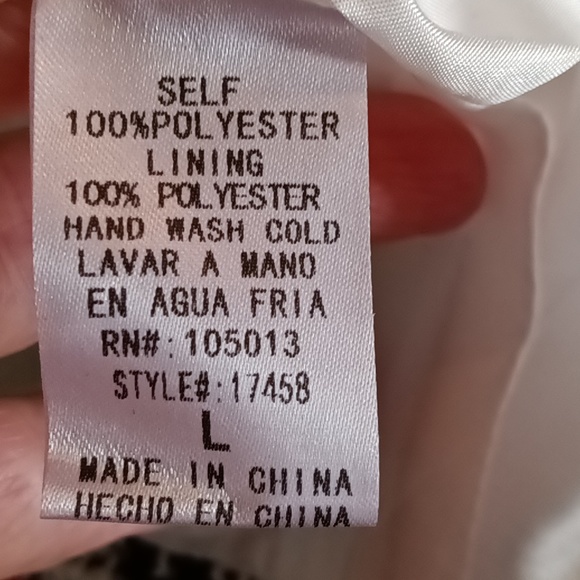 SELF
100%POLYESTER
LINING
100% POLYESTER
HAND WASH COLD
LAVAR A MANO
EN AGUA FRIA
RN#:105013
STYLE#:17458
L
MADE IN CHINA
HECHO EN CHINA